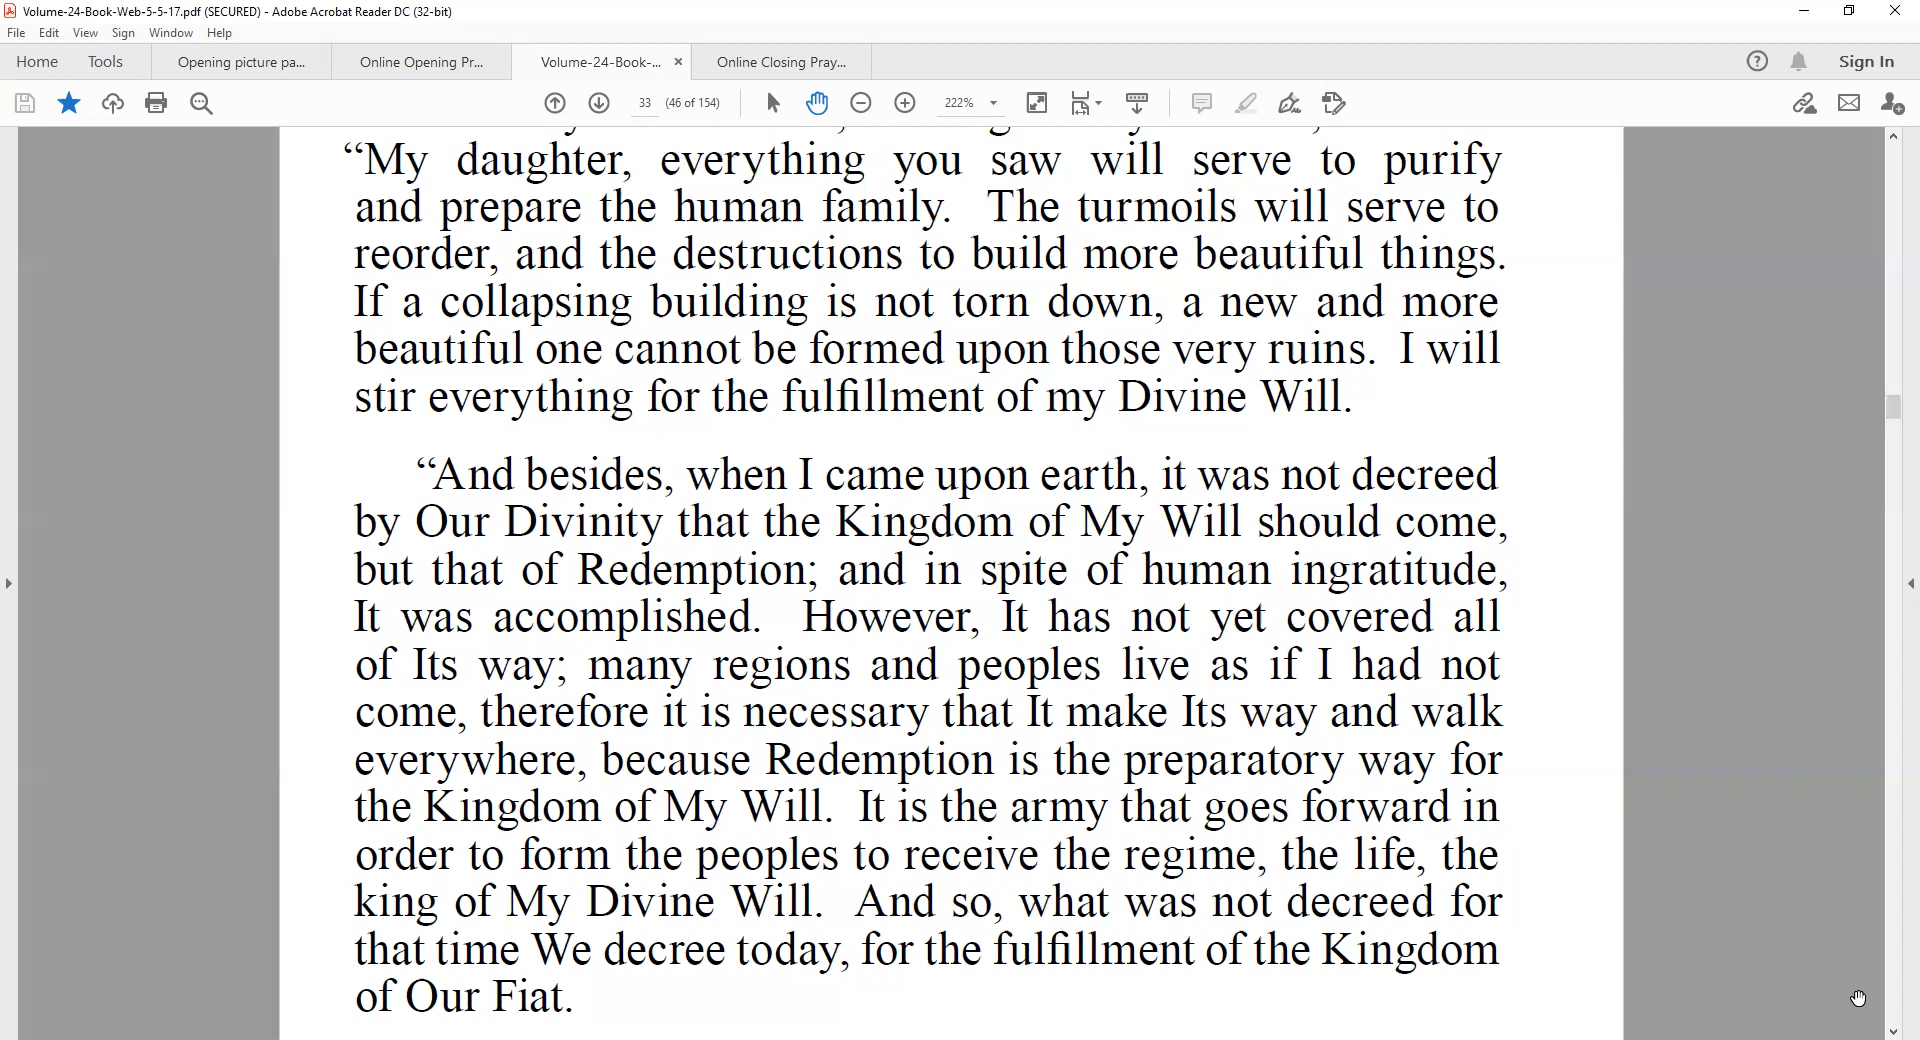 Volume-24-Book-Web-5-5-17.pdf (SECURED) - Adobe Acrobat Reader DC (32-bit)
File Edit View Sign Window Help
Home Tools Opening picture pa... Online Opening Pr... Volume-24-Book-... × Online Closing Pray... Sign In
33 (46 of 154) 222%
“My daughter, everything you saw will serve to purify
and prepare the human family. The turmoils will serve to
reorder, and the destructions to build more beautiful things.
If a collapsing building is not torn down, a new and more
beautiful one cannot be formed upon those very ruins. I will
stir everything for the fulfillment of my Divine Will.
“And besides, when I came upon earth, it was not decreed
by Our Divinity that the Kingdom of My Will should come,
but that of Redemption; and in spite of human ingratitude,
It was accomplished. However, It has not yet covered all
of Its way; many regions and peoples live as if I had not
come, therefore it is necessary that It make Its way and walk
everywhere, because Redemption is the preparatory way for
the Kingdom of My Will. It is the army that goes forward in
order to form the peoples to receive the regime, the life, the
king of My Divine Will. And so, what was not decreed for
that time We decree today, for the fulfillment of the Kingdom
of Our Fiat.